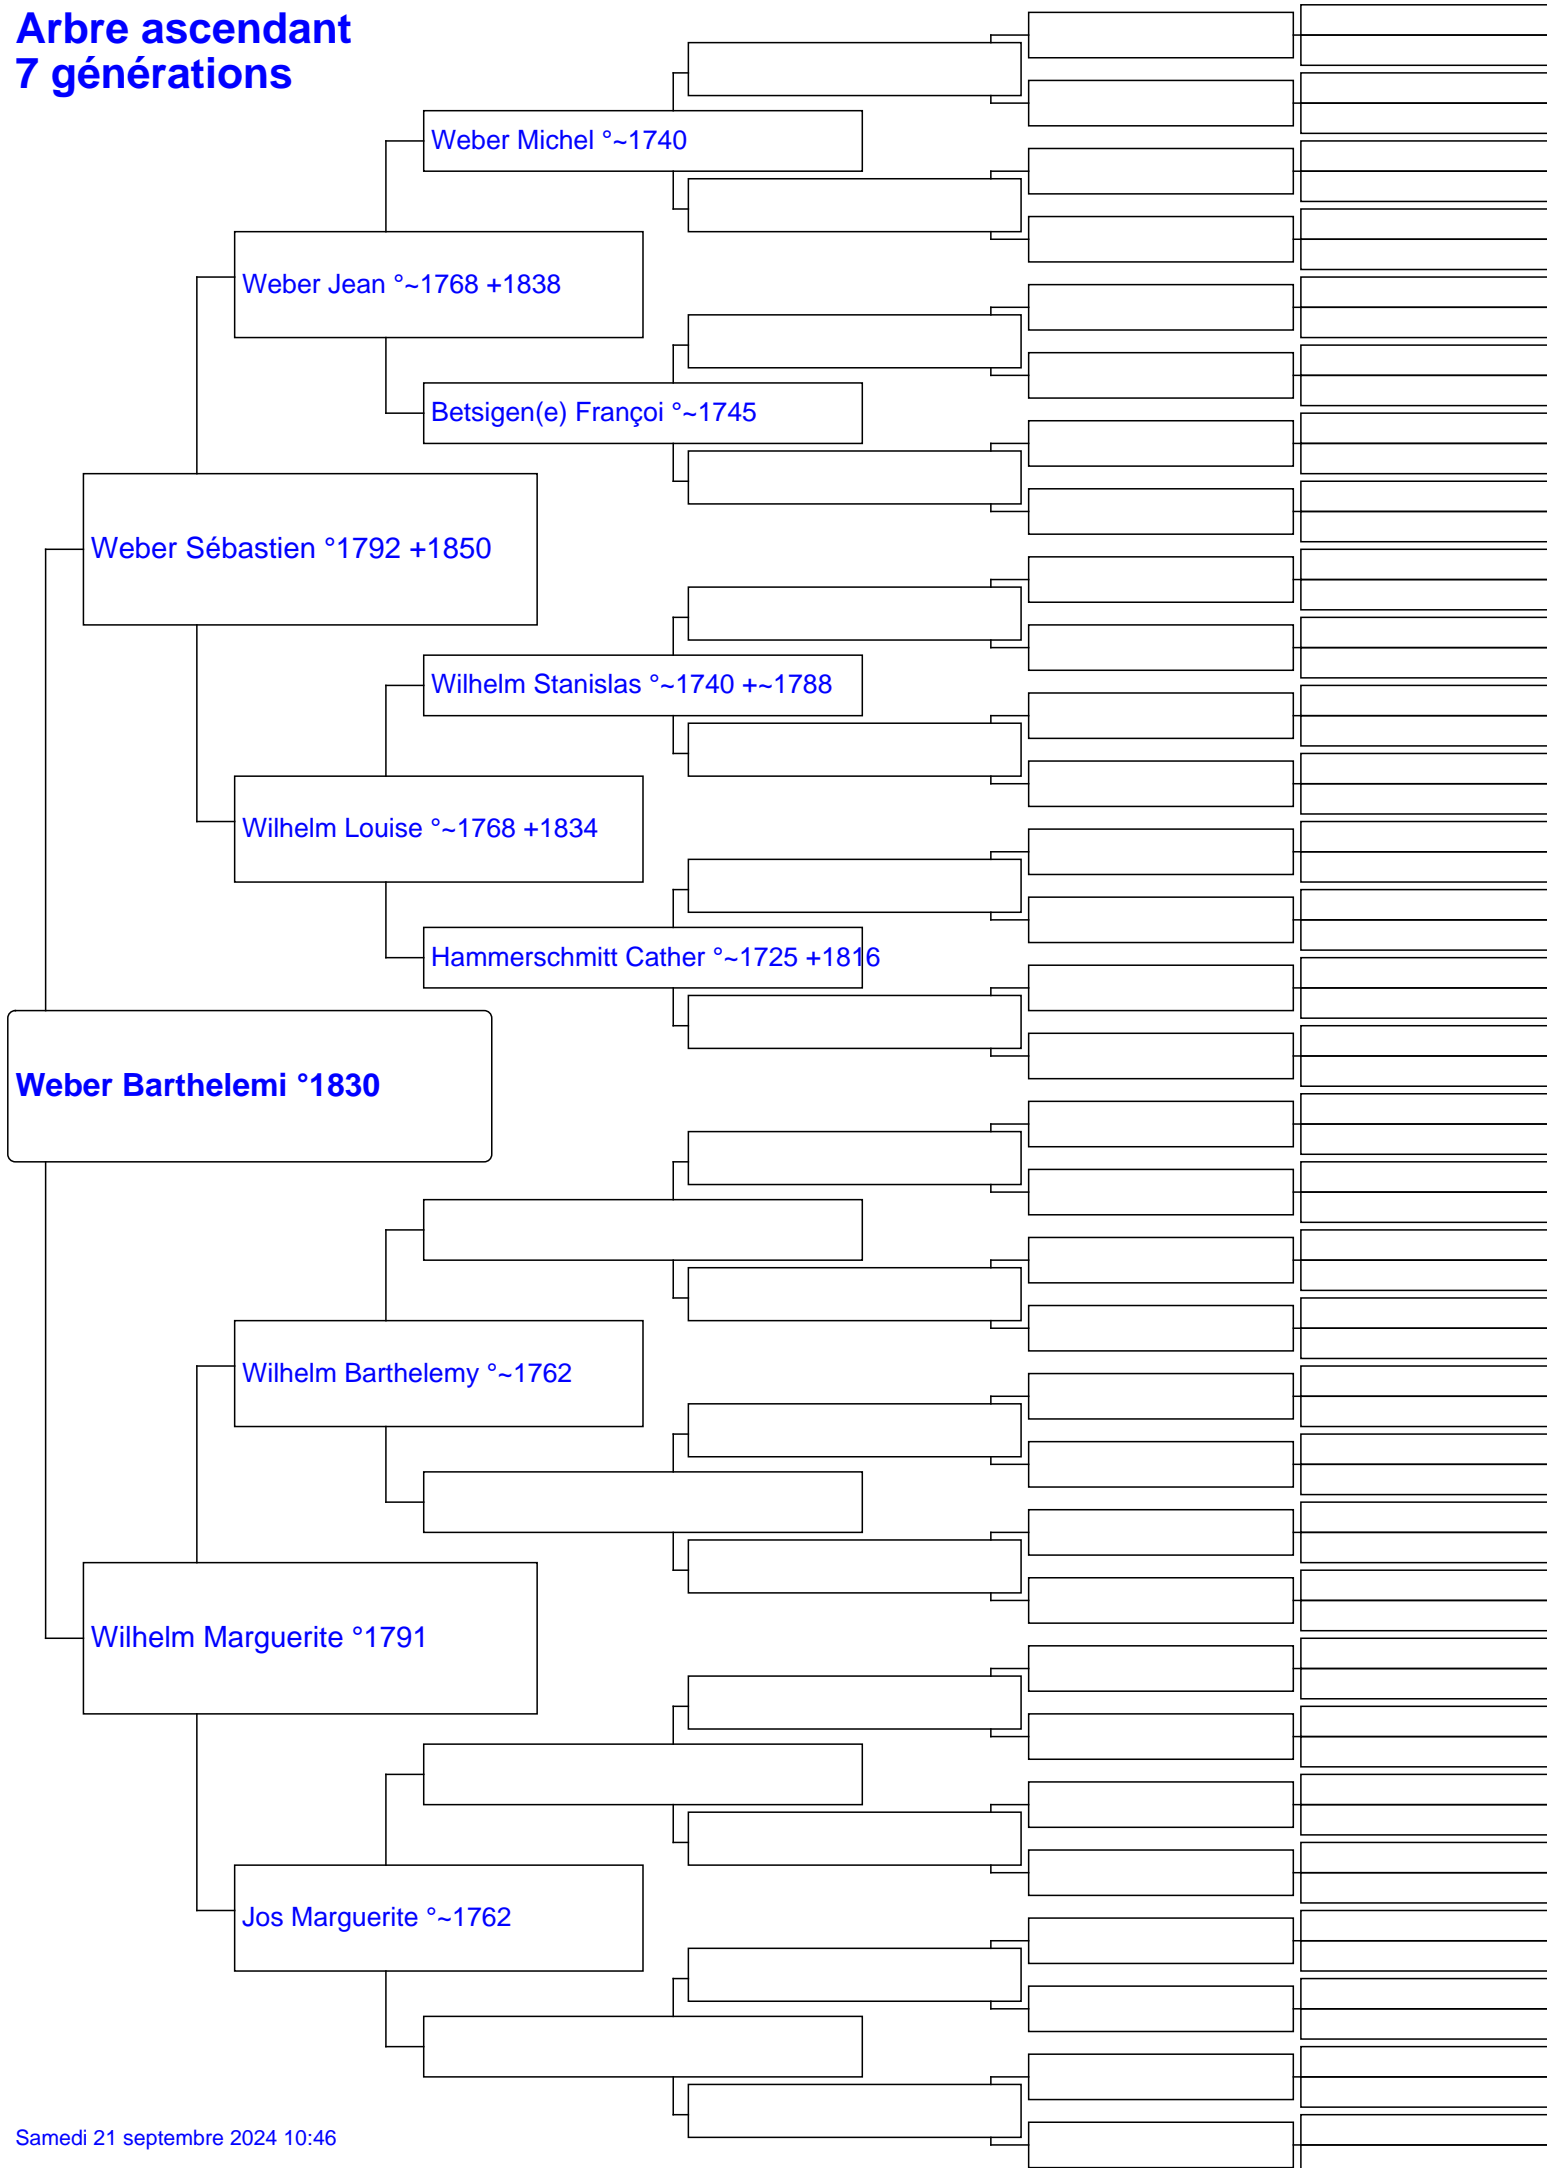 Arbre ascendant
7 générations
Weber Michel °~1740
Weber Jean °~1768 +1838
Betsigen(e) Françoi °~1745
Weber Sébastien °1792 +1850
Wilhelm Stanislas °~1740 +~1788
Wilhelm Louise °~1768 +1834
Hammerschmitt Cather °~1725 +1816
Weber Barthelemi °1830
Wilhelm Barthelemy °~1762
Wilhelm Marguerite °1791
Jos Marguerite °~1762
Samedi 21 septembre 2024 10:46